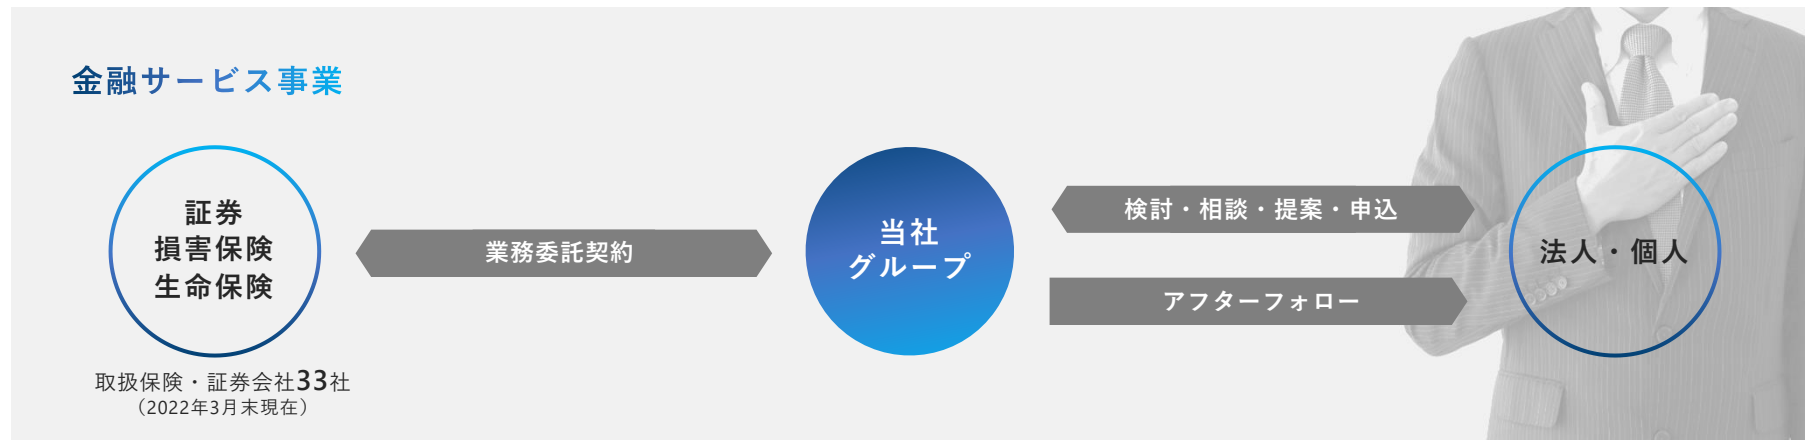 金融サービス事業
証券
損害保険
生命保険
取扱保険・証券会社33社
（2022年3月末現在）
業務委託契約
当社
グループ
検討・相談・提案・申込
アフターフォロー
法人・個人